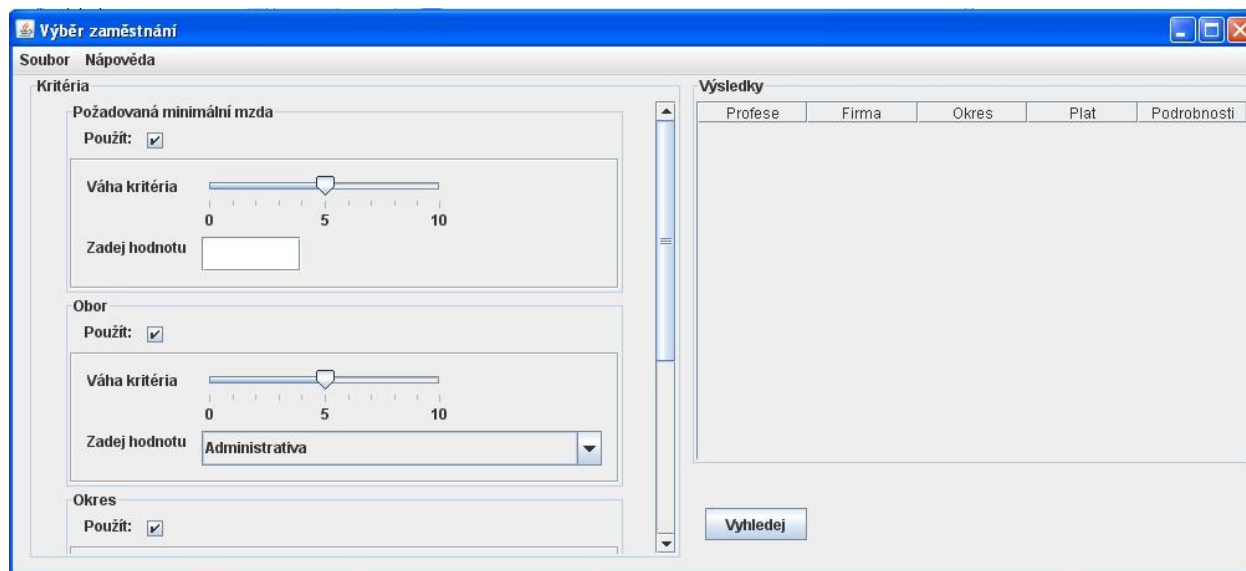 Výběr zaměstnání
Soubor Nápověda
Kritéria
Požadovaná minimální mzda
Použít:
Váha kritéria
0 5 10
Zadej hodnotu
Obor
Použít:
Váha kritéria
0 5 10
Zadej hodnotu Administrativa
Okres
Použít:
Výsledky
Profese Firma Okres Plat Podrobnosti
Vyhledej